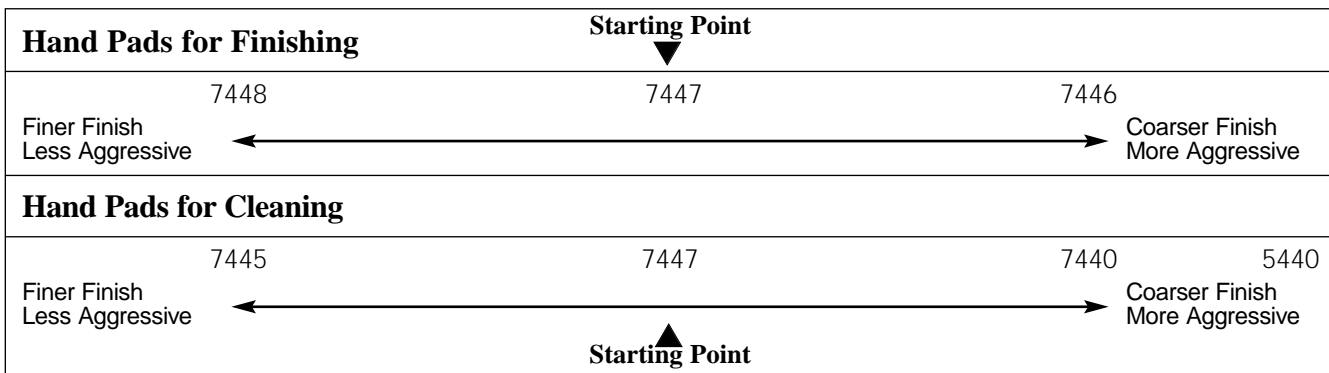 Hand Pads for Finishing
Starting Point
7448 7447 7446
Finer Finish
Less Aggressive
Coarser Finish
More Aggressive
Hand Pads for Cleaning
7445 7447 7440 5440
Finer Finish
Less Aggressive
Coarser Finish
More Aggressive
Starting Point